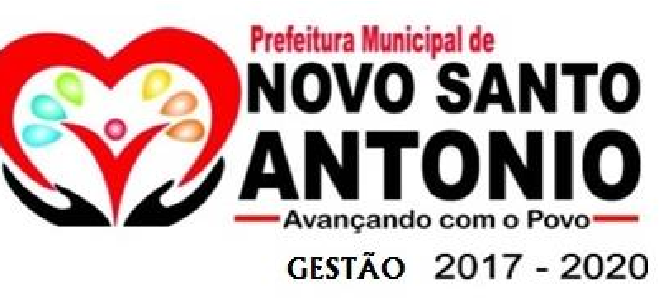 Prefeitura Municipal de
NOVO SANTO
ANTONIO
Avançando com o Povo
GESTÃO 2017 - 2020